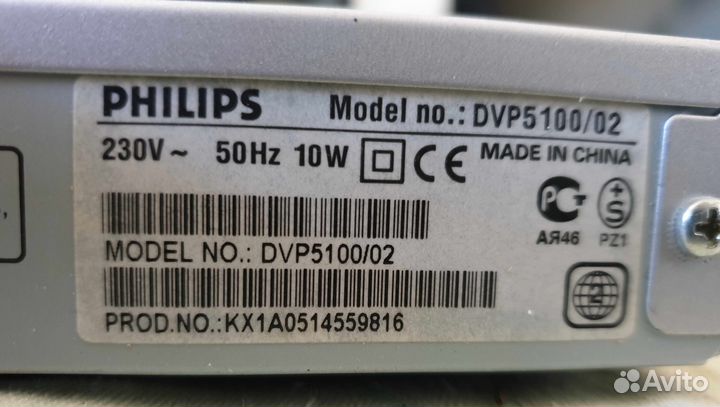 PHILIPS Model no.: DVP5100/02
230V ~ 50Hz 10W CE MADE IN CHINA
РСТ +S
АЯ46 PZ1
MODEL NO.: DVP5100/02
2
PROD.NO.:KX1A0514559816
Avito